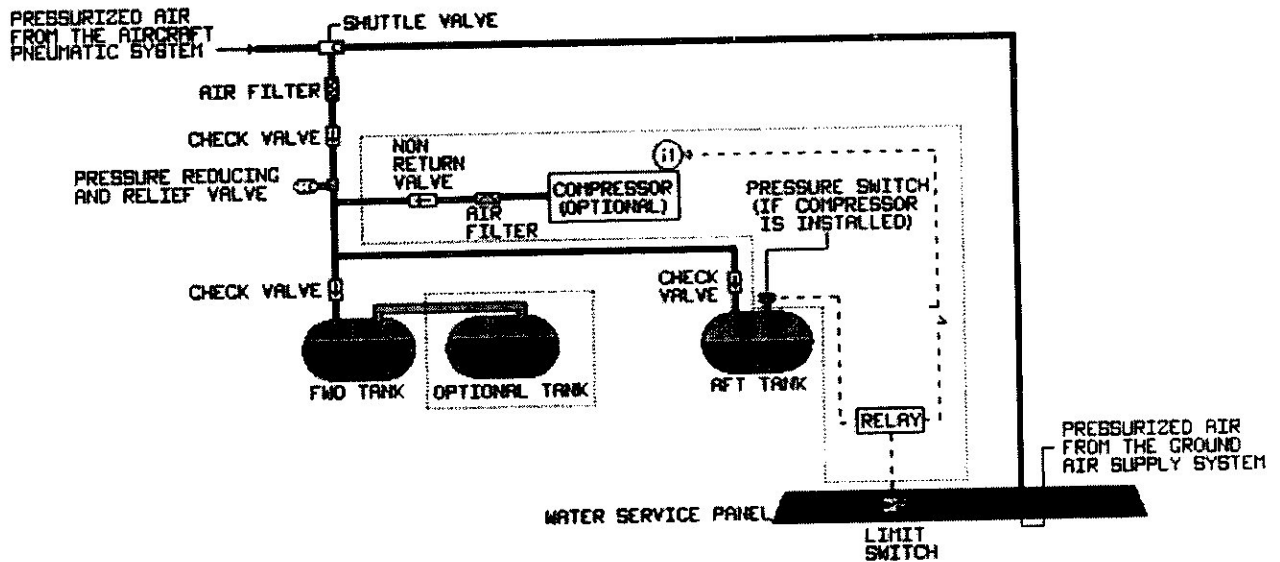 PRESSURIZED AIR
FROM THE AIRCRAFT
PNEUMATIC SYSTEM
SHUTTLE VALVE
AIR FILTER
CHECK VALVE
PRESSURE REDUCING
AND RELIEF VALVE
NON
RETURN
VALVE
AIR
FILTER
COMPRESSOR
(OPTIONAL)
PRESSURE SWITCH
(IF COMPRESSOR
IS INSTALLED)
CHECK VALVE
CHECK
VALVE
FWD TANK
OPTIONAL TANK
AFT TANK
RELAY
PRESSURIZED AIR
FROM THE GROUND
AIR SUPPLY SYSTEM
WATER SERVICE PANEL
LIMIT
SWITCH